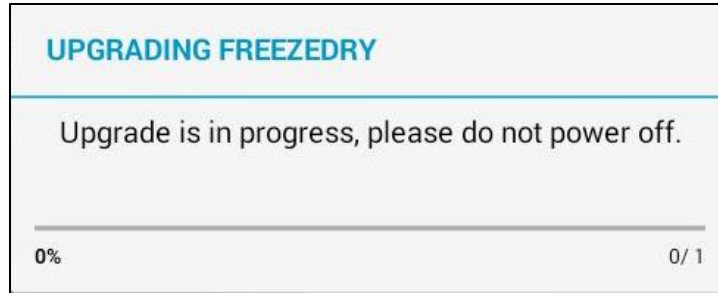 UPGRADING FREEZEDRY
Upgrade is in progress, please do not power off.
0% 0/ 1